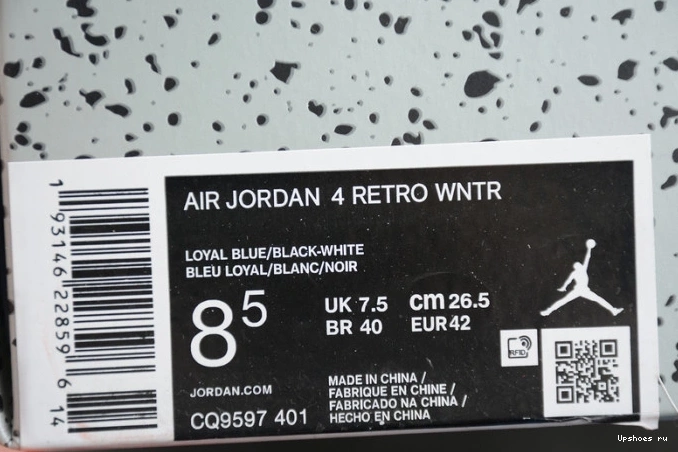 AIR JORDAN 4 RETRO WNTR
LOYAL BLUE/BLACK-WHITE
BLEU LOYAL/BLANC/NOIR
8 5
UK 7.5 cm 26.5
BR 40 EUR 42
RFID
JORDAN.COM
CQ9597 401
MADE IN CHINA /
FABRIQUE EN CHINE /
FABRICADO NA CHINA /
HECHO EN CHINA
1 93146 22859 6 14
Upshoes ru